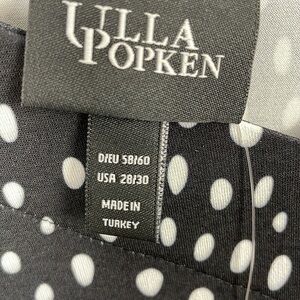 ULLA
POPKEN
D/EU 58/60
USA 28/30
MADE IN
TURKEY